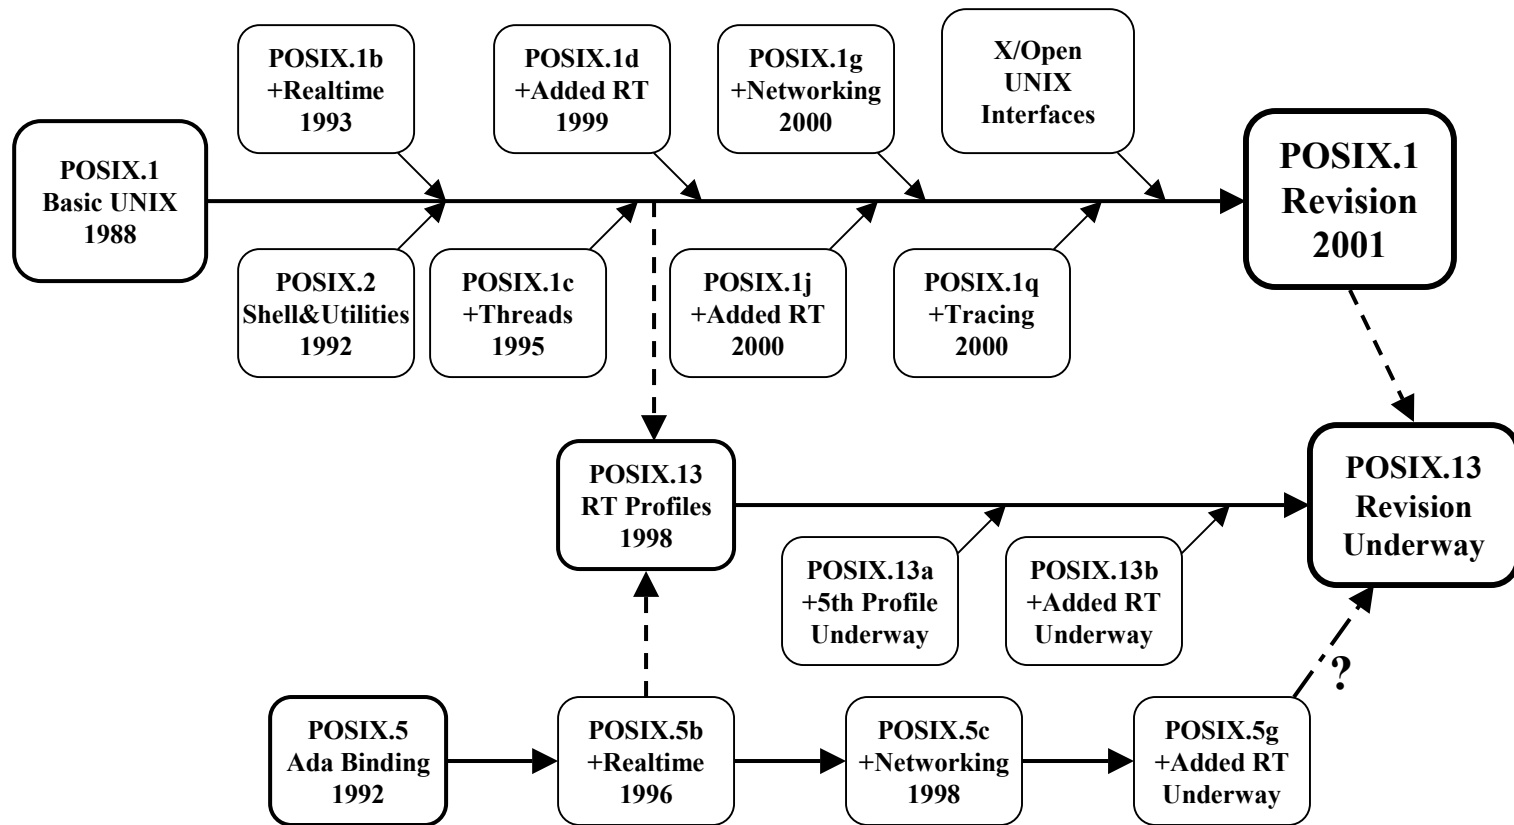 POSIX.1b
+Realtime
1993
POSIX.1d
+Added RT
1999
POSIX.1g
+Networking
2000
X/Open
UNIX
Interfaces
POSIX.1
Basic UNIX
1988
POSIX.1
Revision
2001
POSIX.2
Shell&Utilities
1992
POSIX.1c
+Threads
1995
POSIX.1j
+Added RT
2000
POSIX.1q
+Tracing
2000
POSIX.13
RT Profiles
1998
POSIX.13
Revision
Underway
POSIX.13a
+5th Profile
Underway
POSIX.13b
+Added RT
Underway
?
POSIX.5
Ada Binding
1992
POSIX.5b
+Realtime
1996
POSIX.5c
+Networking
1998
POSIX.5g
+Added RT
Underway